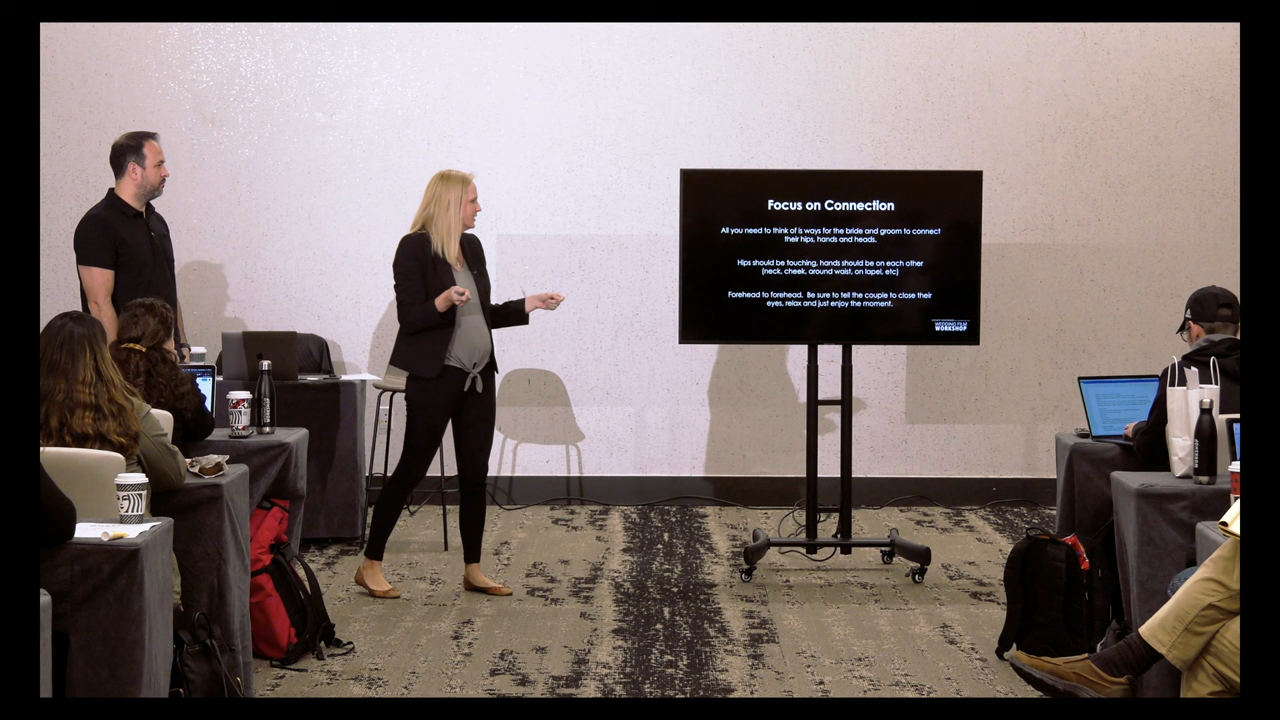 Focus on Connection
All you need to think of is ways for the bride and groom to connect
their hips, hands and heads.
Hips should be touching, hands should be on each other
(neck, cheek, around waist, on lapel, etc)
Forehead to forehead. Be sure to tell the couple to close their
eyes, relax and just enjoy the moment.
WEDDING FILM
WORKSHOP